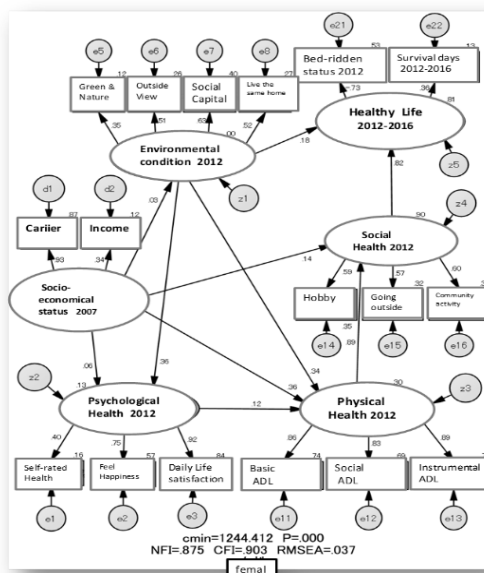 e21
e22
e5
e6
e7
e8
.53
.13
Bed-ridden
status 2012
Survival days
2012-2016
.12
.26
.40
.27
Green &
Nature
Outside
View
Social
Capital
Live the
same home
-.73
.36
.81
.35
.51
.63
.52
.00
Healthy Life
2012-2016
Environmental
condition 2012
.18
z5
d1
d2
z1
.82
z4
.03
.90
.87
.12
Cariier
Income
Social
Health 2012
.93
.34
.14
.59
.57
.60
Socio-
economical
status 2007
.32
Hobby
Going
outside
Community
activity
.35
.89
e14
e15
e16
z2
.06
.36
.36
.34
.13
.30
z3
Psychological
Health 2012
.12
Physical
Health 2012
.40
.75
.92
.86
.83
.89
.16
.57
.84
.74
.69
Self-rated
Health
Feel
Happiness
Daily Life
satisfaction
Basic
ADL
Social
ADL
Instrumental
ADL
e1
e2
e3
e11
e12
e13
cmin=1244.412 P=.000
NFI=.875 CFI=.903 RMSEA=.037
femal